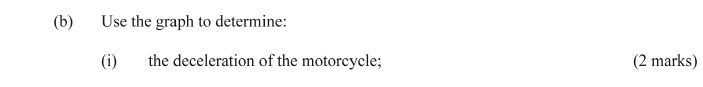 (b) Use the graph to determine:
(i) the deceleration of the motorcycle; (2 marks)